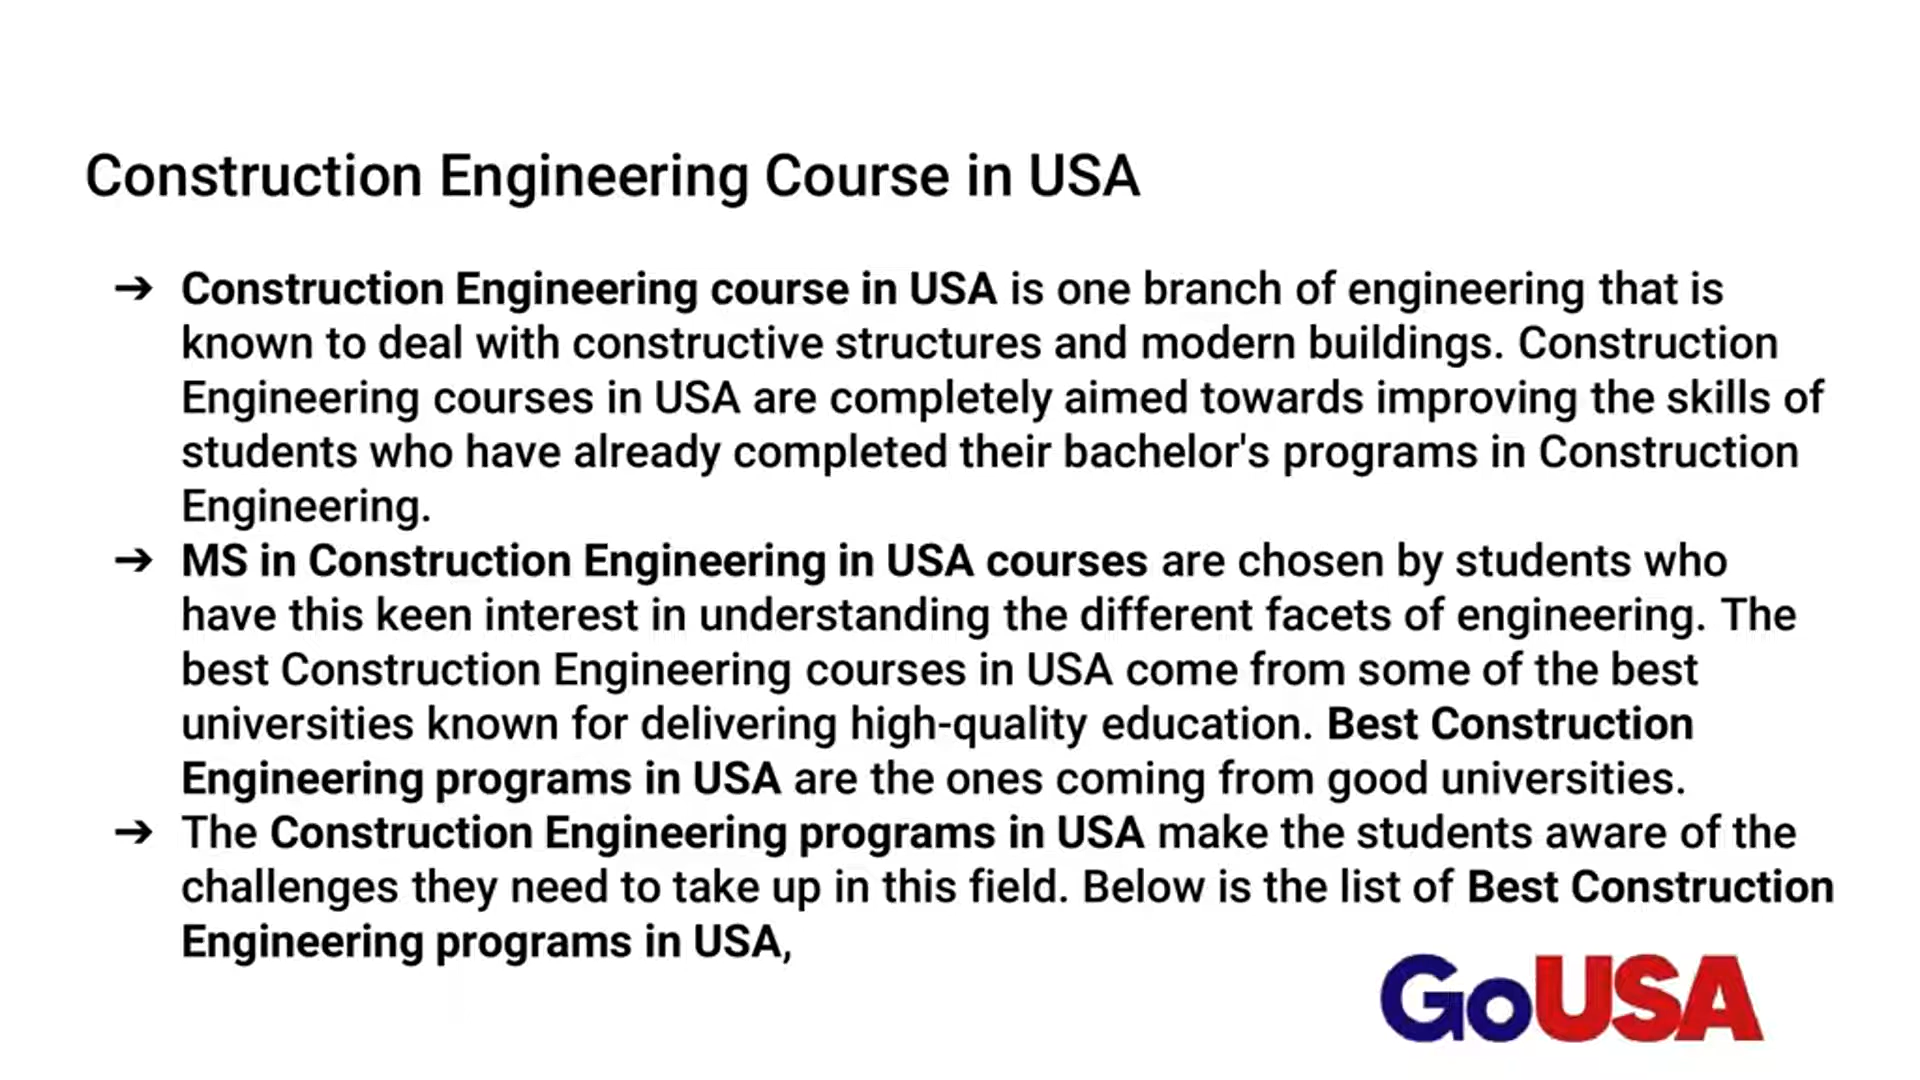 Construction Engineering Course in USA
➔ Construction Engineering course in USA is one branch of engineering that is
known to deal with constructive structures and modern buildings. Construction
Engineering courses in USA are completely aimed towards improving the skills of
students who have already completed their bachelor's programs in Construction
Engineering.
➔ MS in Construction Engineering in USA courses are chosen by students who
have this keen interest in understanding the different facets of engineering. The
best Construction Engineering courses in USA come from some of the best
universities known for delivering high-quality education. Best Construction
Engineering programs in USA are the ones coming from good universities.
➔ The Construction Engineering programs in USA make the students aware of the
challenges they need to take up in this field. Below is the list of Best Construction
Engineering programs in USA,
GoUSA